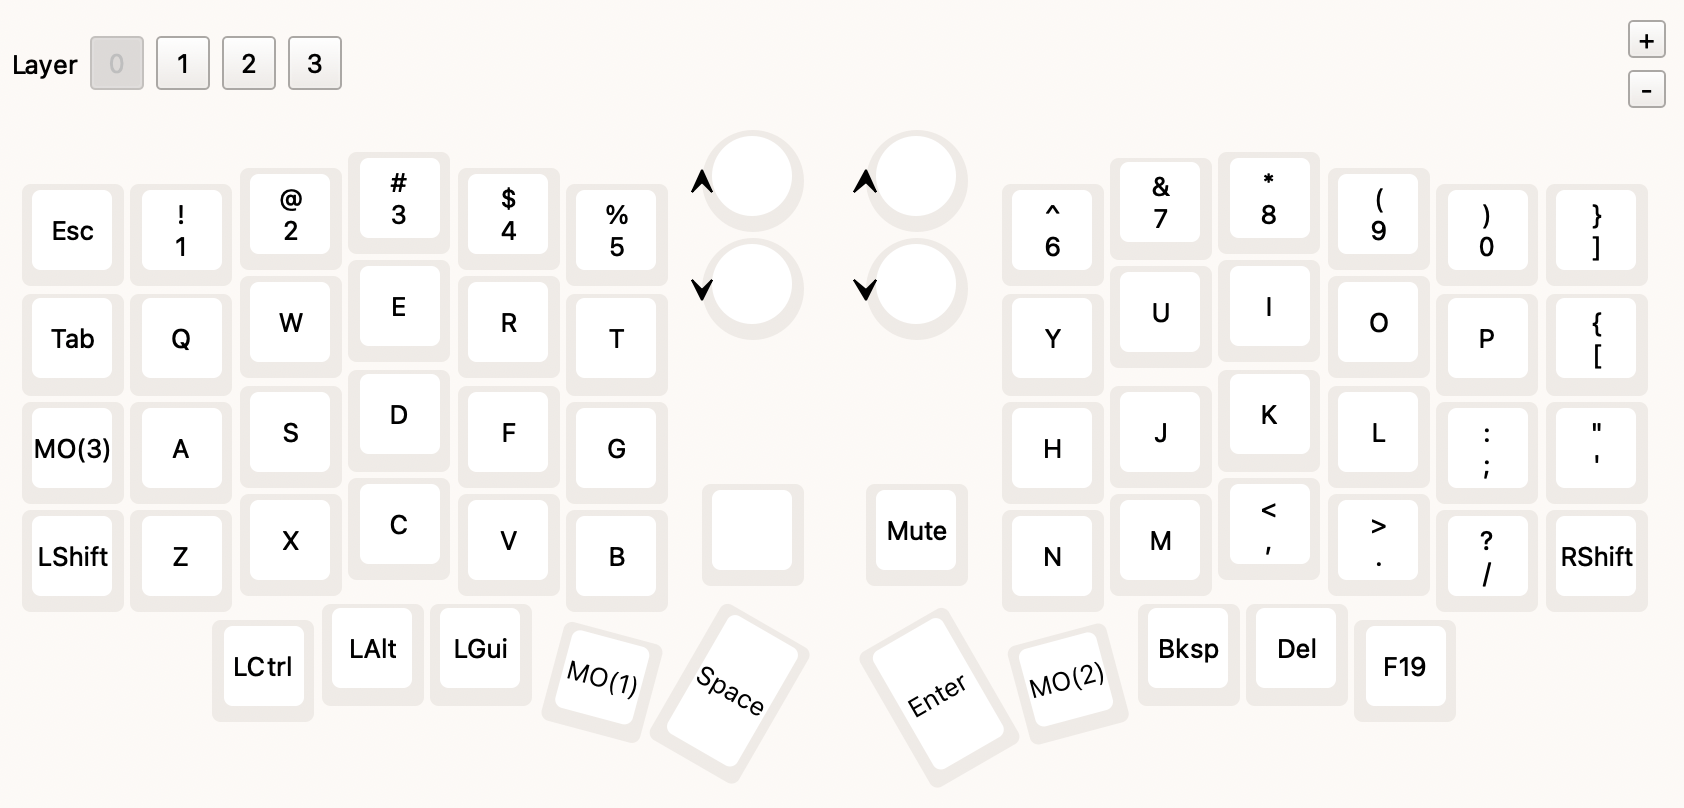 Layer 0 1 2 3
+
-
Esc
!
1
@
2
#
3
$
4
%
5
^
6
&
7
*
8
(
9
)
0
}
]
Tab
Q
W
E
R
T
Y
U
I
O
P
{
[
MO(3)
A
S
D
F
G
H
J
K
L
:
;
"
'
LShift
Z
X
C
V
B
Mute
N
M
<
,
>
.
?
/
RShift
LCtrl
LAlt
LGui
MO(1)
Space
Enter
MO(2)
Bksp
Del
F19